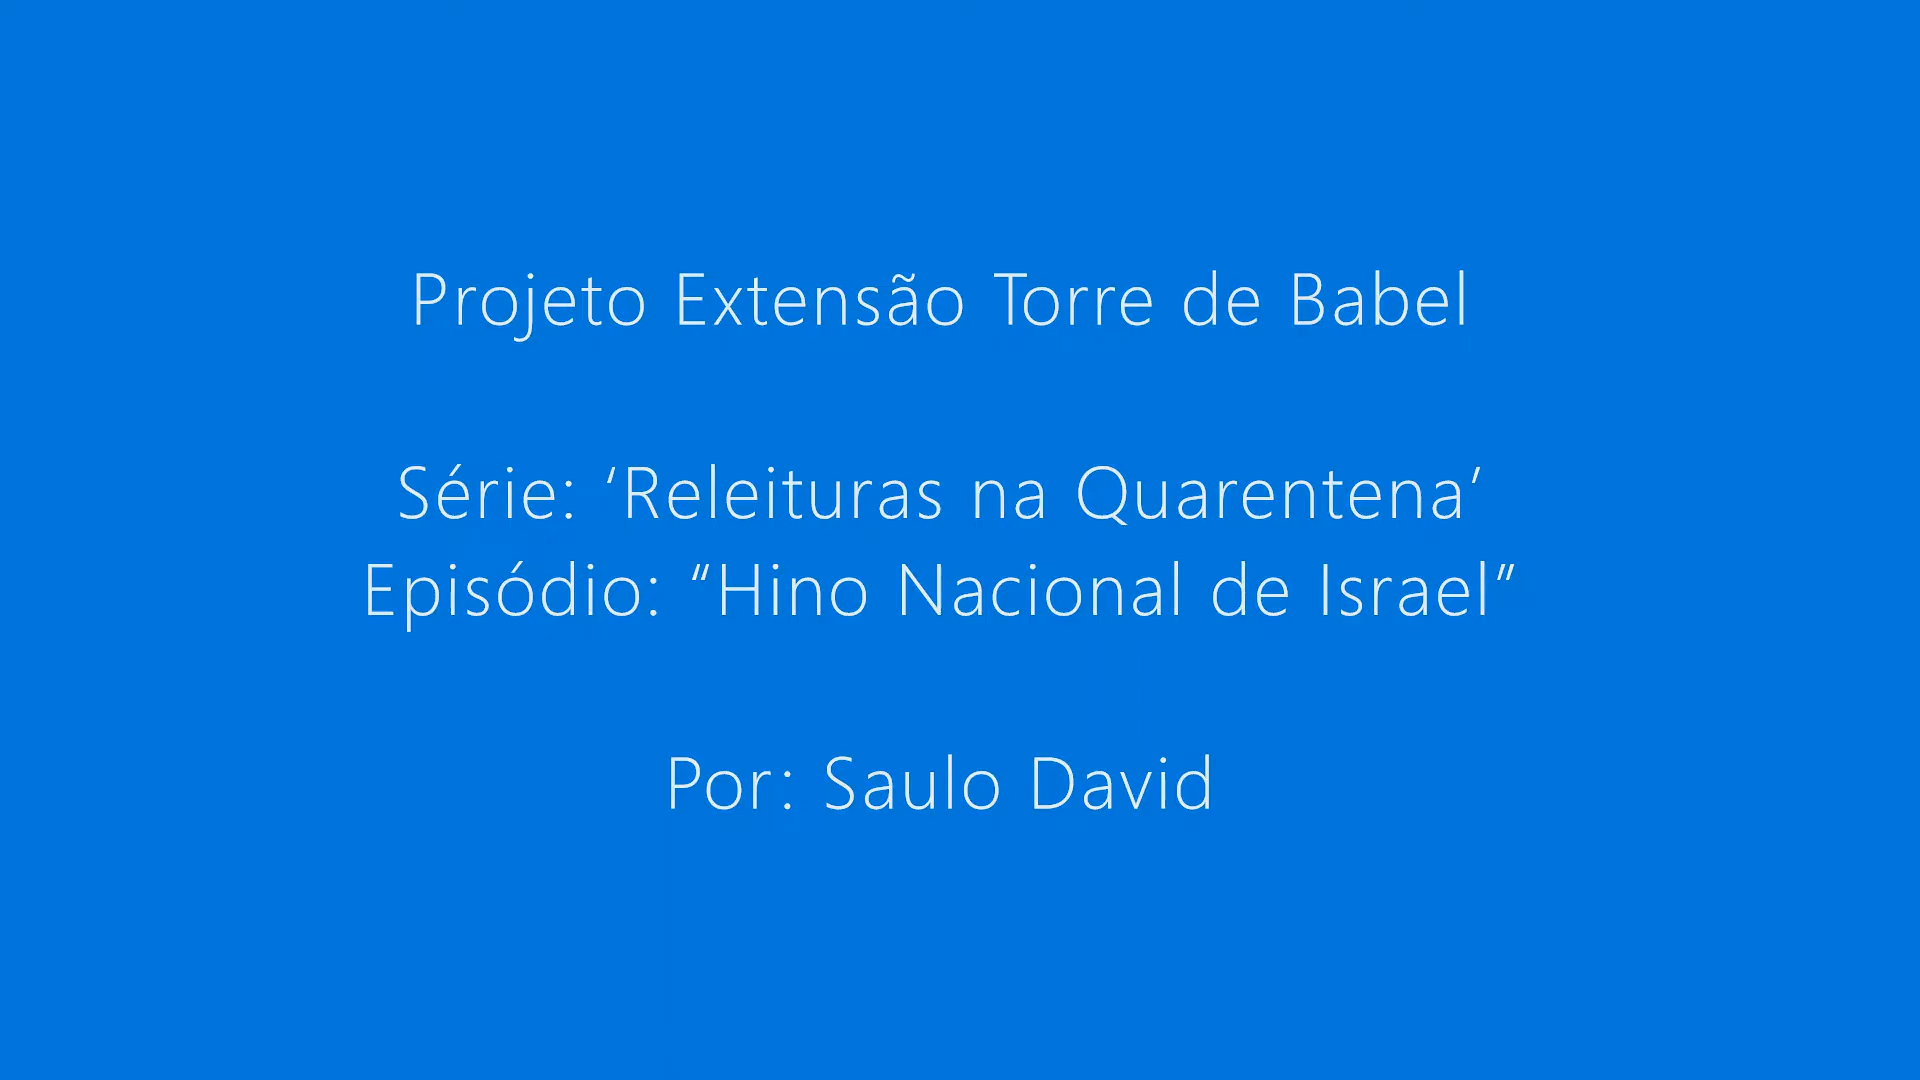 Projeto Extensão Torre de Babel
Série: ‘Releituras na Quarentena’
Episódio: “Hino Nacional de Israel”
Por: Saulo David